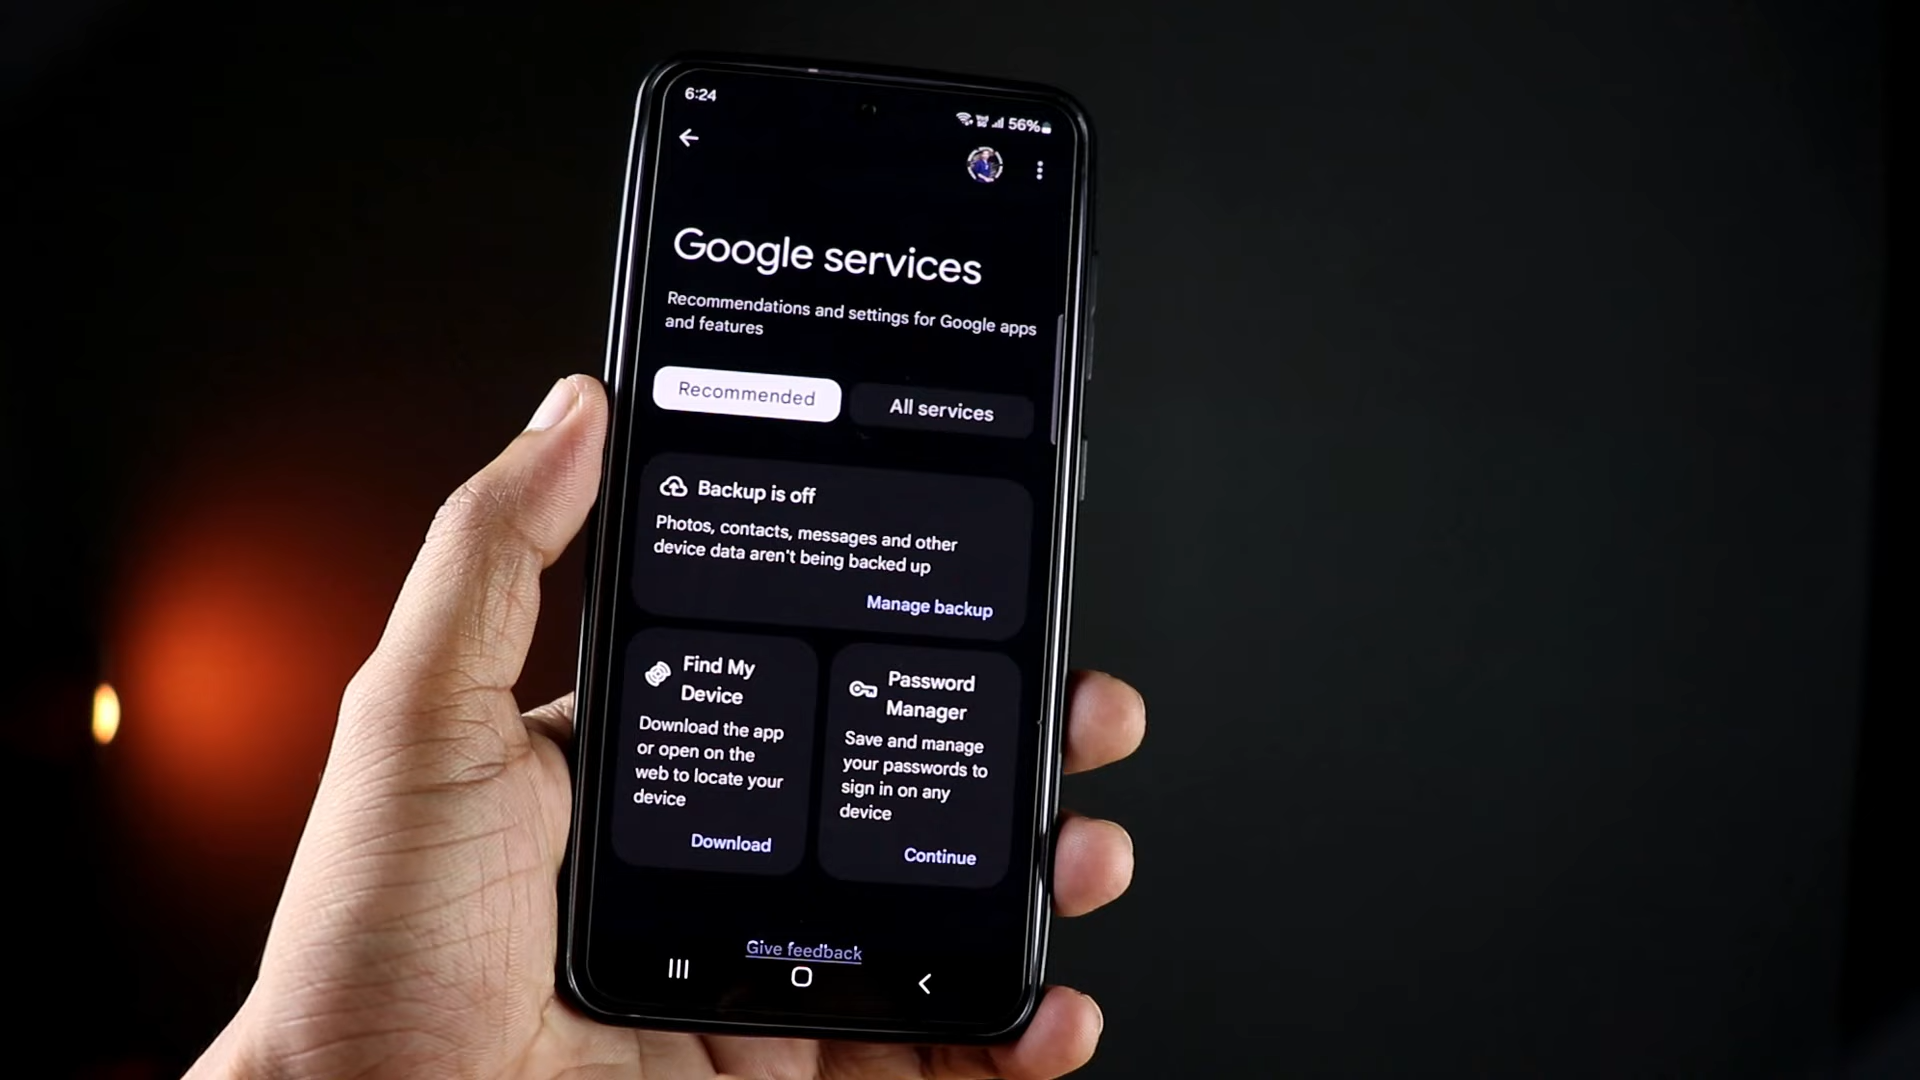 6:24
56%
Google services
Recommendations and settings for Google apps
and features
Recommended
All services
Backup is off
Photos, contacts, messages and other
device data aren't being backed up
Manage backup
Find My
Device
Download the app
or open on the
web to locate your
device
Download
Password
Manager
Save and manage
your passwords to
sign in on any
device
Continue
Give feedback